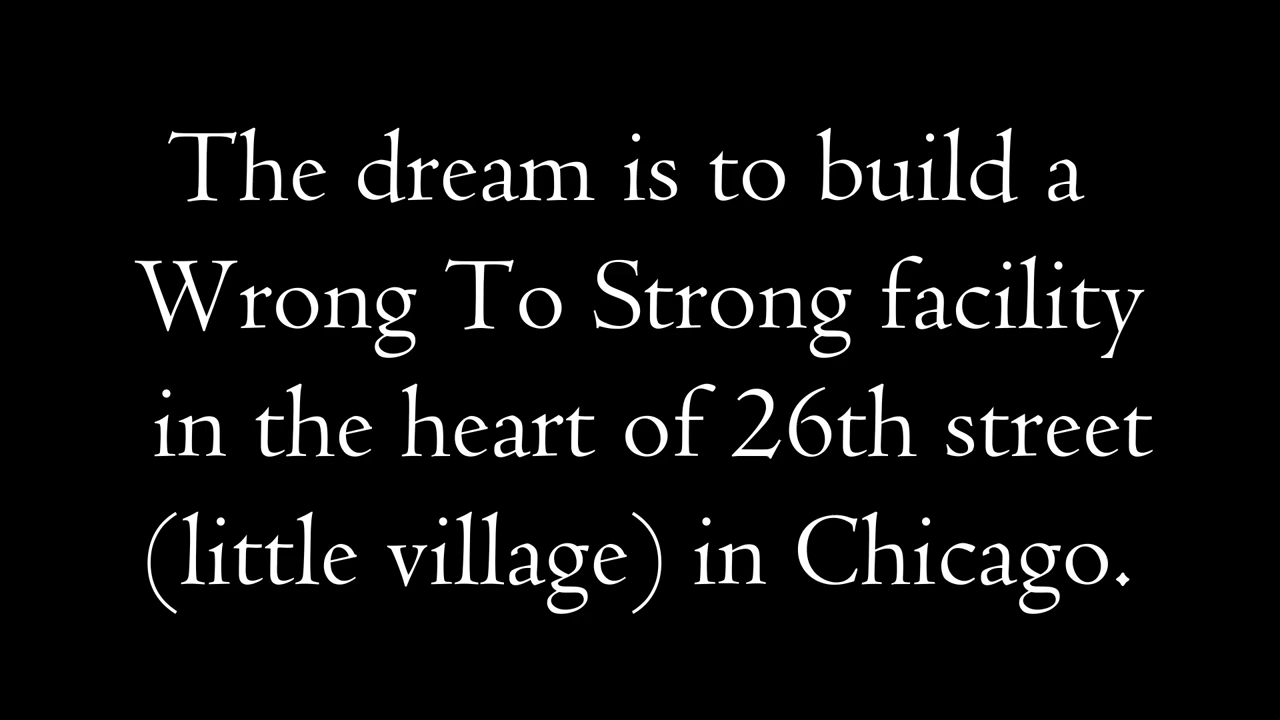 The dream is to build a
Wrong To Strong facility
in the heart of 26th street
(little village) in Chicago.